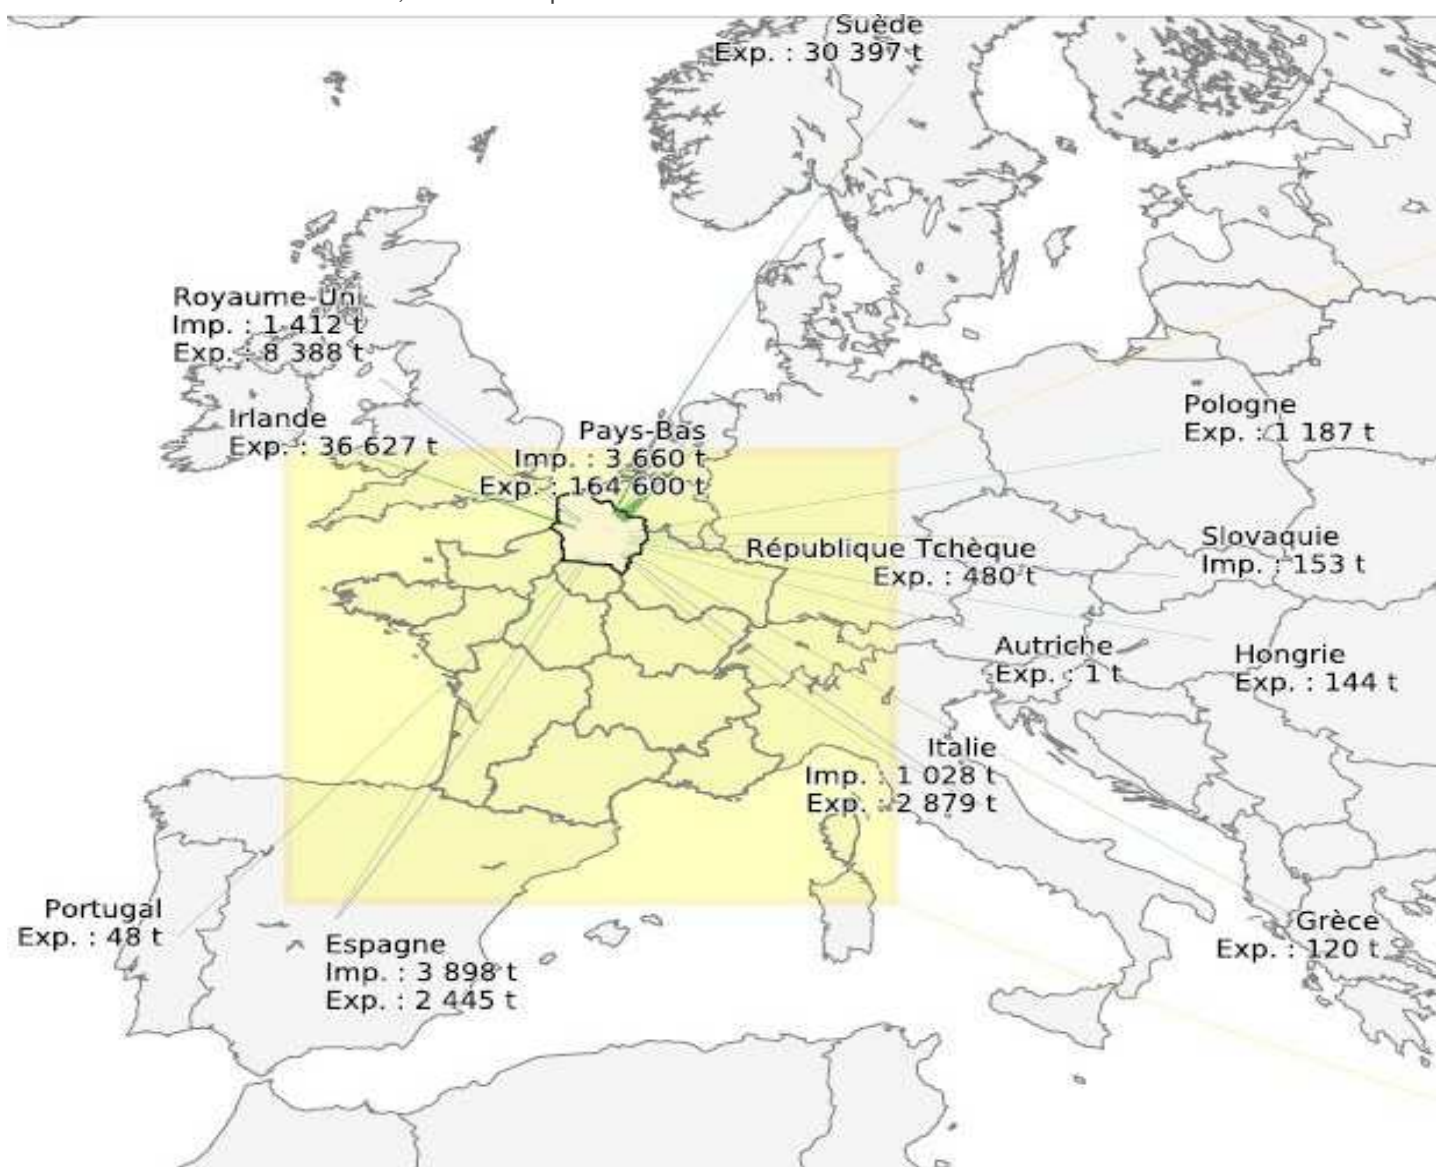 Suède
Exp. : 30 397 t
Royaume-Uni
Imp. : 1 412 t
Exp. : 8 388 t
Irlande
Exp. : 36 627 t
Pays-Bas
Imp. : 3 660 t
Exp. : 164 600 t
Pologne
Exp. : 1 187 t
République Tchèque
Exp. : 480 t
Slovaquie
Imp. : 153 t
Autriche
Exp. : 1 t
Hongrie
Exp. : 144 t
Italie
Imp. : 1 028 t
Exp. : 2 879 t
Portugal
Exp. : 48 t
Espagne
Imp. : 3 898 t
Exp. : 2 445 t
Grèce
Exp. : 120 t